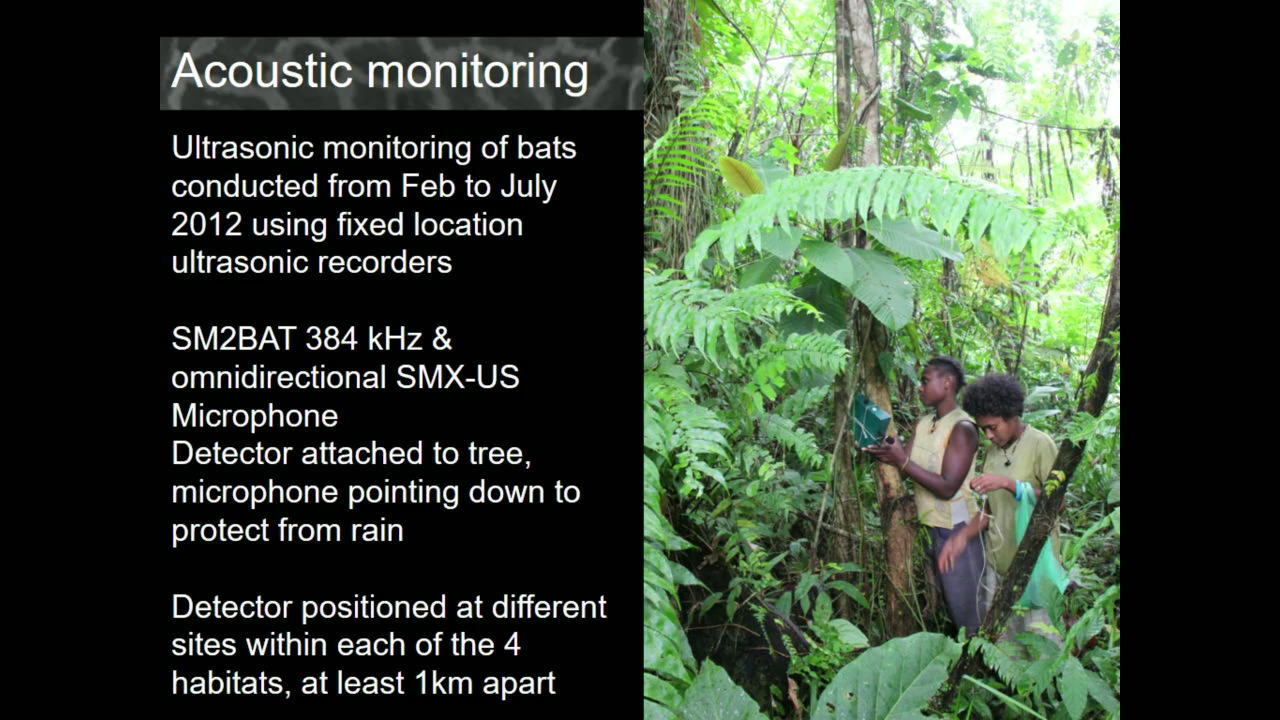 Acoustic monitoring
Ultrasonic monitoring of bats
conducted from Feb to July
2012 using fixed location
ultrasonic recorders
SM2BAT 384 kHz &
omnidirectional SMX-US
Microphone
Detector attached to tree,
microphone pointing down to
protect from rain
Detector positioned at different
sites within each of the 4
habitats, at least 1km apart